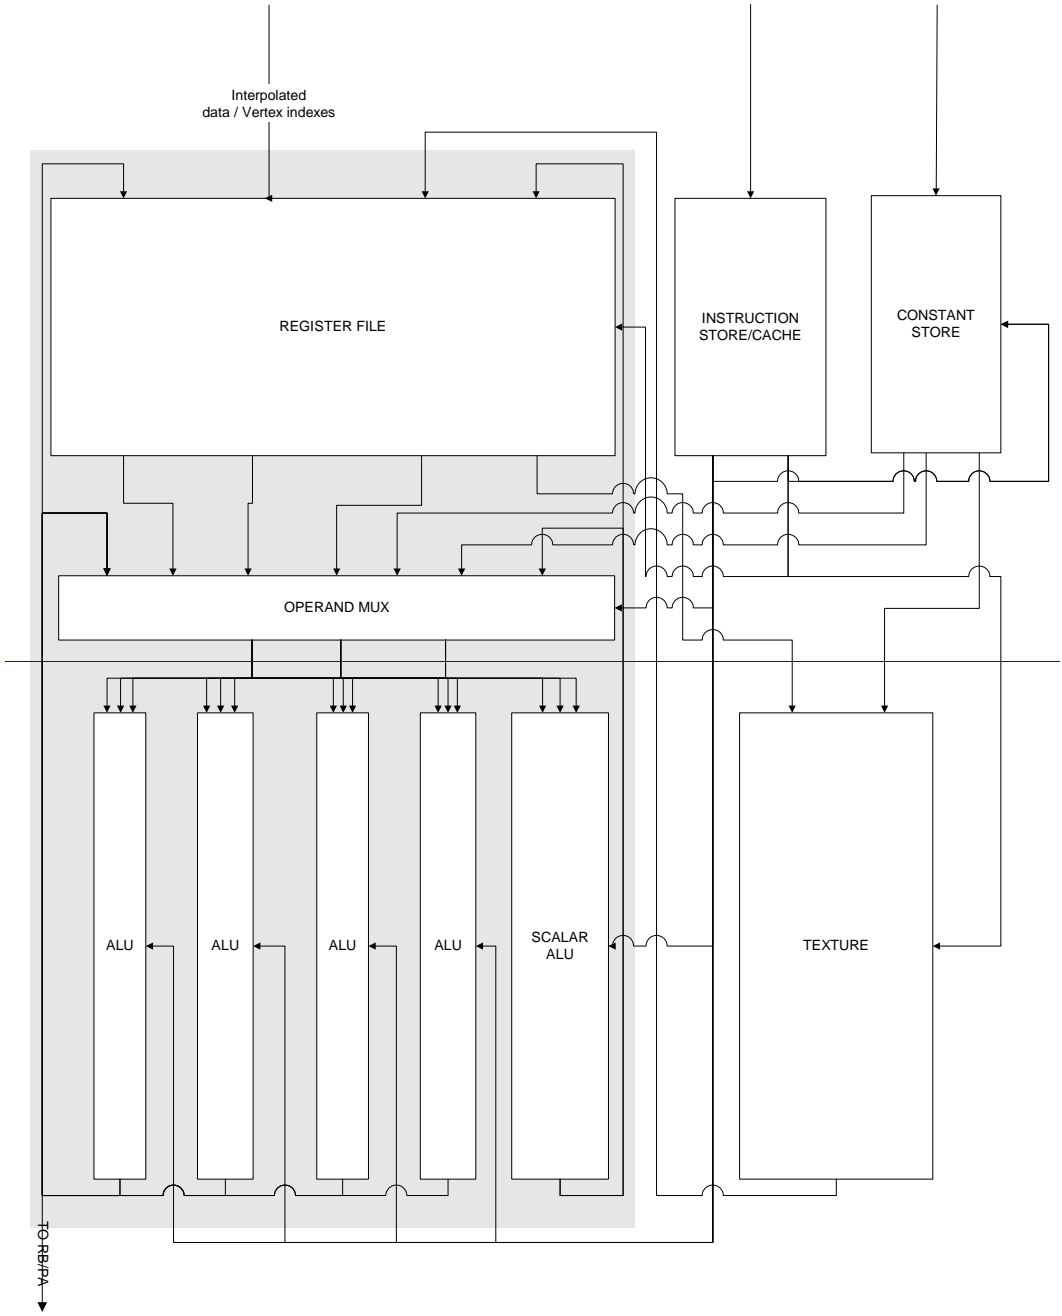 Interpolated
data / Vertex indexes
REGISTER FILE
INSTRUCTION
STORE/CACHE
CONSTANT
STORE
OPERAND MUX
ALU
ALU
ALU
ALU
SCALAR
ALU
TEXTURE
TO RB/PA